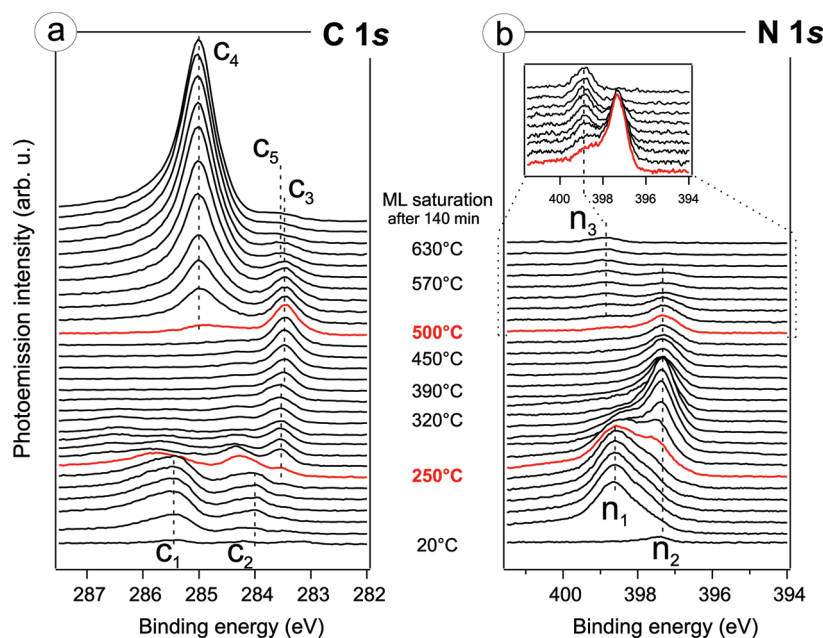 a
C 1s
b
N 1s
C4
C5
C3
C1
C2
287
286
285
284
283
282
Binding energy (eV)
Photoemission intensity (arb. u.)
ML saturation
after 140 min
630°C
570°C
500°C
450°C
390°C
320°C
250°C
20°C
400
398
396
394
n3
n1
n2
400
398
396
394
Binding energy (eV)